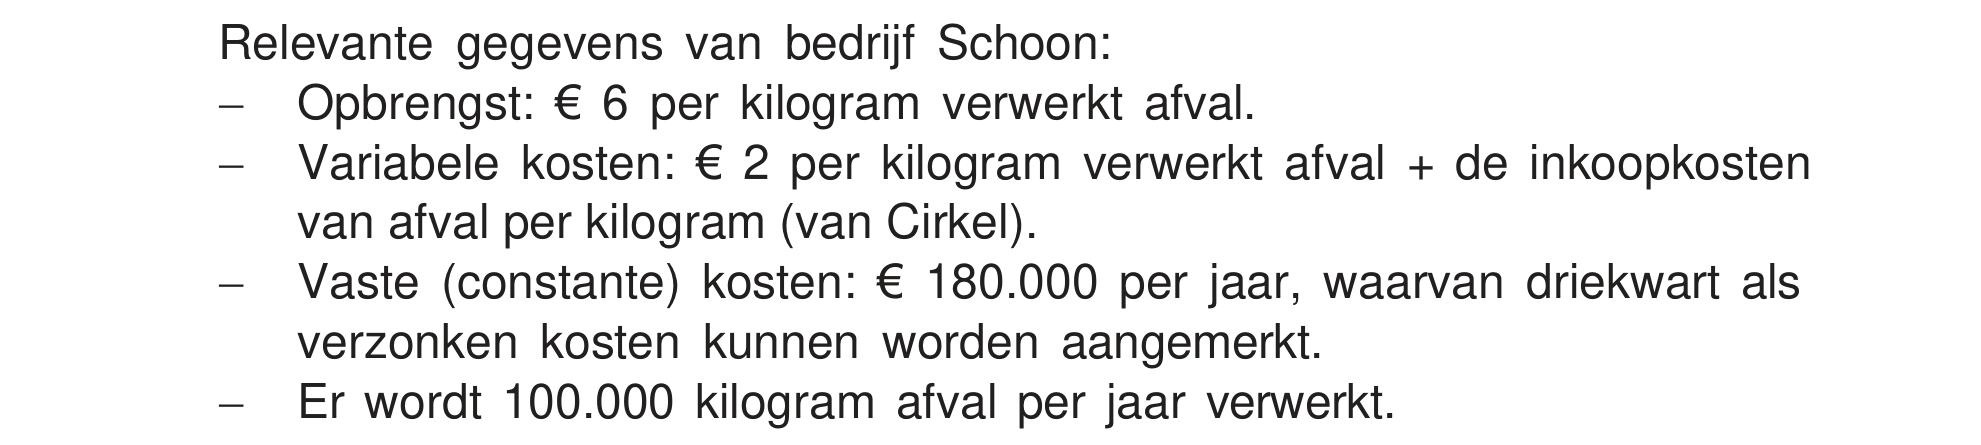 Relevante gegevens van bedrijf Schoon:
– Opbrengst: € 6 per kilogram verwerkt afval.
– Variabele kosten: € 2 per kilogram verwerkt afval + de inkoopkosten
van afval per kilogram (van Cirkel).
– Vaste (constante) kosten: € 180.000 per jaar, waarvan driekwart als
verzonken kosten kunnen worden aangemerkt.
– Er wordt 100.000 kilogram afval per jaar verwerkt.